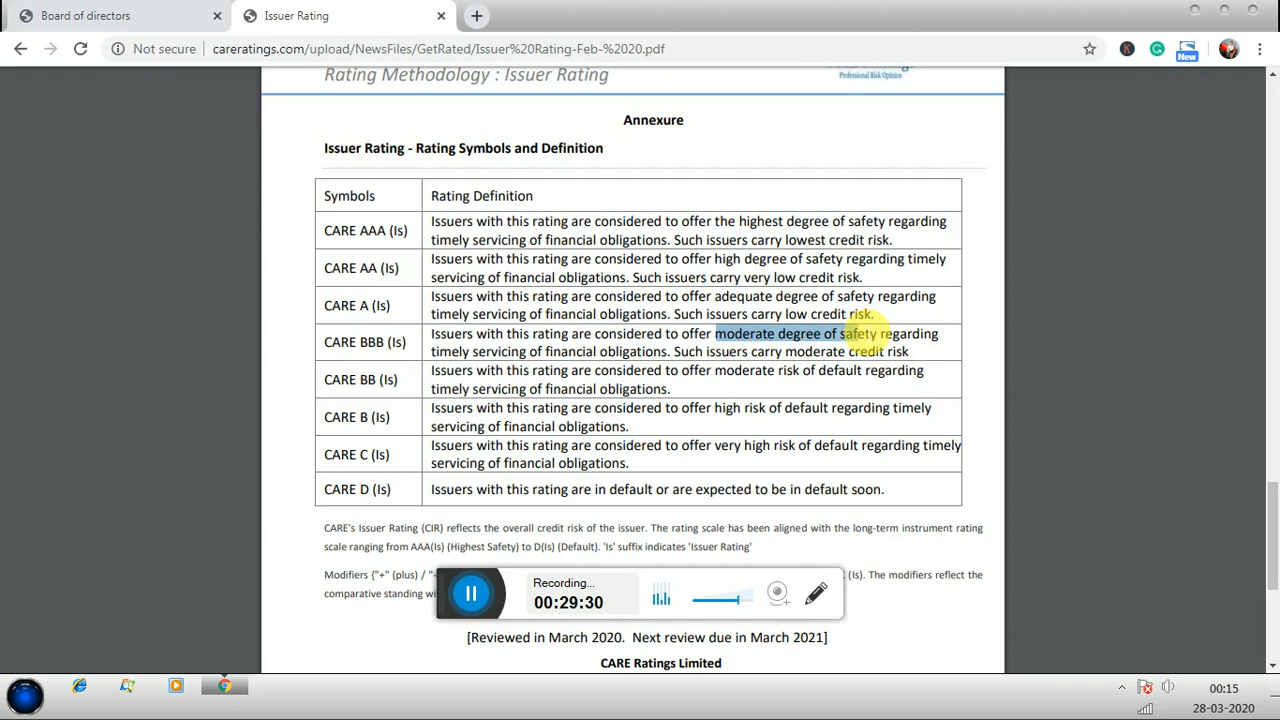 Board of directors
Issuer Rating
Not secure
careratings.com/upload/NewsFiles/GetRated/Issuer%20Rating-Feb-%2020.pdf
New
Rating Methodology : Issuer Rating
Professional Risk Opinion
Annexure
Issuer Rating - Rating Symbols and Definition
Symbols
Rating Definition
CARE AAA (Is)
Issuers with this rating are considered to offer the highest degree of safety regarding
timely servicing of financial obligations. Such issuers carry lowest credit risk.
CARE AA (Is)
Issuers with this rating are considered to offer high degree of safety regarding timely
servicing of financial obligations. Such issuers carry very low credit risk.
CARE A (Is)
Issuers with this rating are considered to offer adequate degree of safety regarding
timely servicing of financial obligations. Such issuers carry low credit risk.
CARE BBB (Is)
Issuers with this rating are considered to offer moderate degree of safety regarding
timely servicing of financial obligations. Such issuers carry moderate credit risk
CARE BB (Is)
Issuers with this rating are considered to offer moderate risk of default regarding
timely servicing of financial obligations.
CARE B (Is)
Issuers with this rating are considered to offer high risk of default regarding timely
servicing of financial obligations.
CARE C (Is)
Issuers with this rating are considered to offer very high risk of default regarding timely
servicing of financial obligations.
CARE D (Is)
Issuers with this rating are in default or are expected to be in default soon.
CARE's Issuer Rating (CIR) reflects the overall credit risk of the issuer. The rating scale has been aligned with the long-term instrument rating
scale ranging from AAA(Is) (Highest Safety) to D(Is) (Default). 'Is' suffix indicates 'Issuer Rating'
Modifiers {"+" (plus) / "- (Is). The modifiers reflect the
comparative standing
Recording...
00:29:30
[Reviewed in March 2020. Next review due in March 2021]
CARE Ratings Limited
00:15
28-03-2020